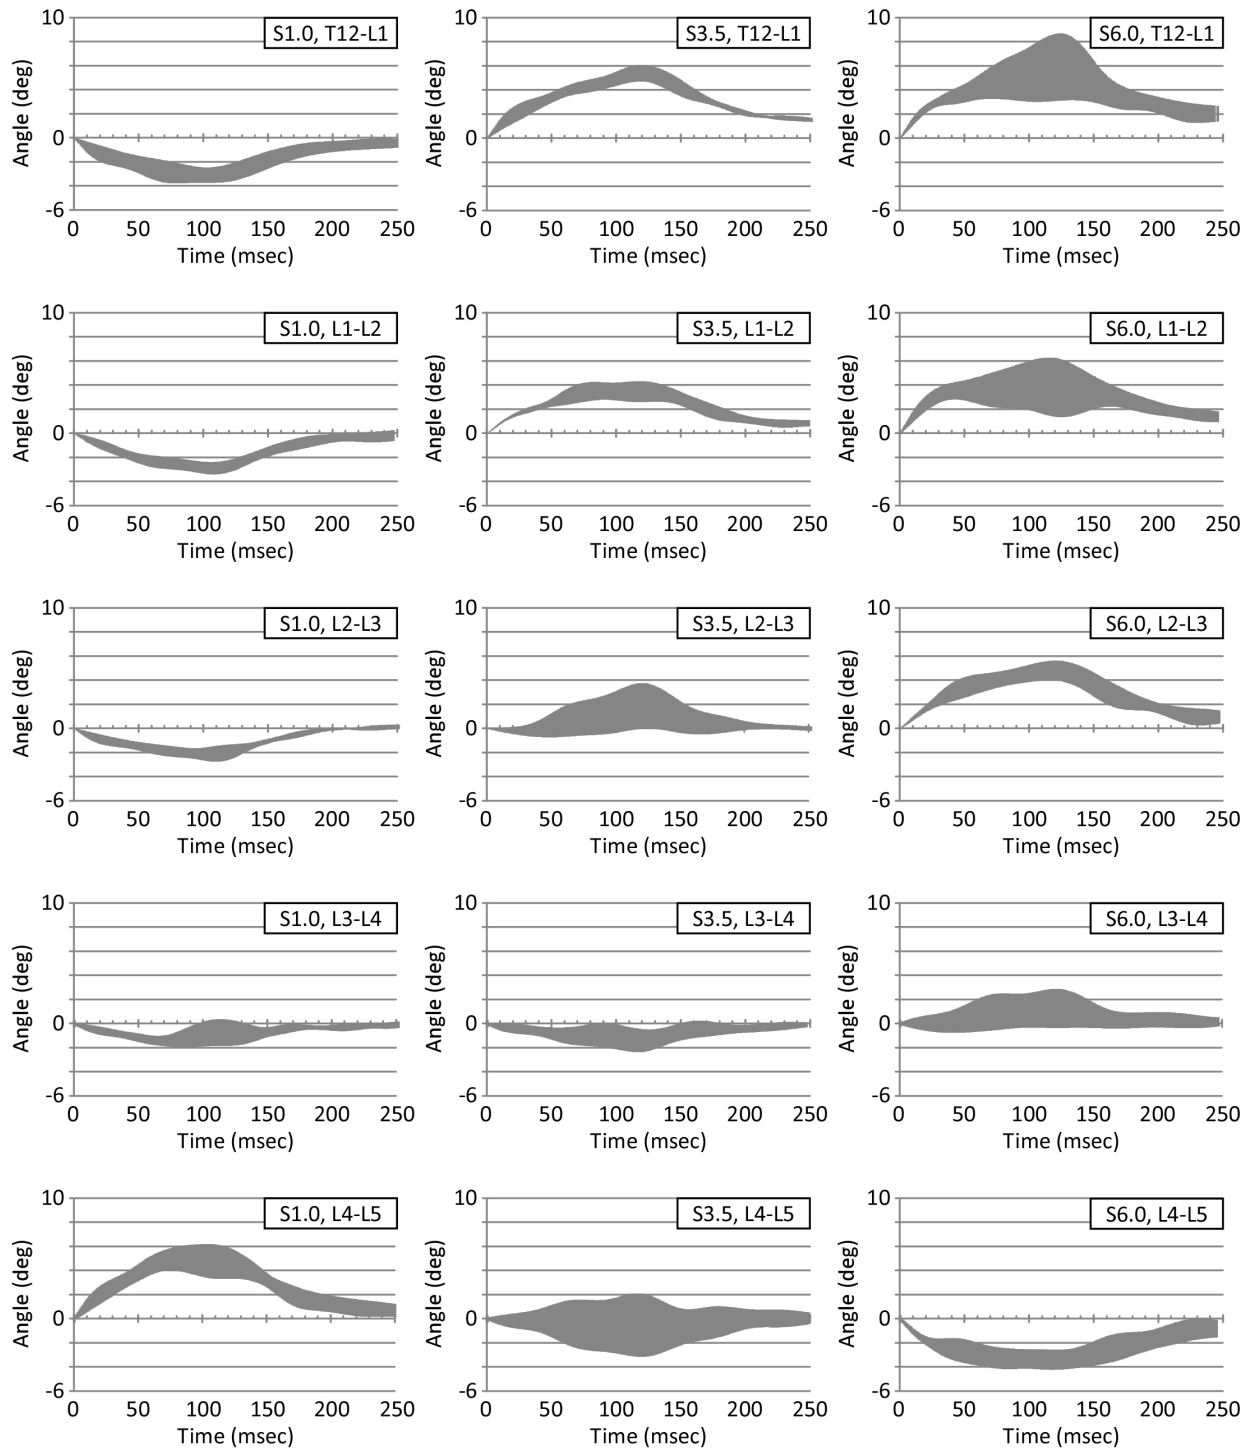 10
S1.0, T12-L1
Angle (deg)
0
-6
0 50 100 150 200 250
Time (msec)
10
S3.5, T12-L1
Angle (deg)
0
-6
0 50 100 150 200 250
Time (msec)
10
S6.0, T12-L1
Angle (deg)
0
-6
0 50 100 150 200 250
Time (msec)
10
S1.0, L1-L2
Angle (deg)
0
-6
0 50 100 150 200 250
Time (msec)
10
S3.5, L1-L2
Angle (deg)
0
-6
0 50 100 150 200 250
Time (msec)
10
S6.0, L1-L2
Angle (deg)
0
-6
0 50 100 150 200 250
Time (msec)
10
S1.0, L2-L3
Angle (deg)
0
-6
0 50 100 150 200 250
Time (msec)
10
S3.5, L2-L3
Angle (deg)
0
-6
0 50 100 150 200 250
Time (msec)
10
S6.0, L2-L3
Angle (deg)
0
-6
0 50 100 150 200 250
Time (msec)
10
S1.0, L3-L4
Angle (deg)
0
-6
0 50 100 150 200 250
Time (msec)
10
S3.5, L3-L4
Angle (deg)
0
-6
0 50 100 150 200 250
Time (msec)
10
S6.0, L3-L4
Angle (deg)
0
-6
0 50 100 150 200 250
Time (msec)
10
S1.0, L4-L5
Angle (deg)
0
-6
0 50 100 150 200 250
Time (msec)
10
S3.5, L4-L5
Angle (deg)
0
-6
0 50 100 150 200 250
Time (msec)
10
S6.0, L4-L5
Angle (deg)
0
-6
0 50 100 150 200 250
Time (msec)